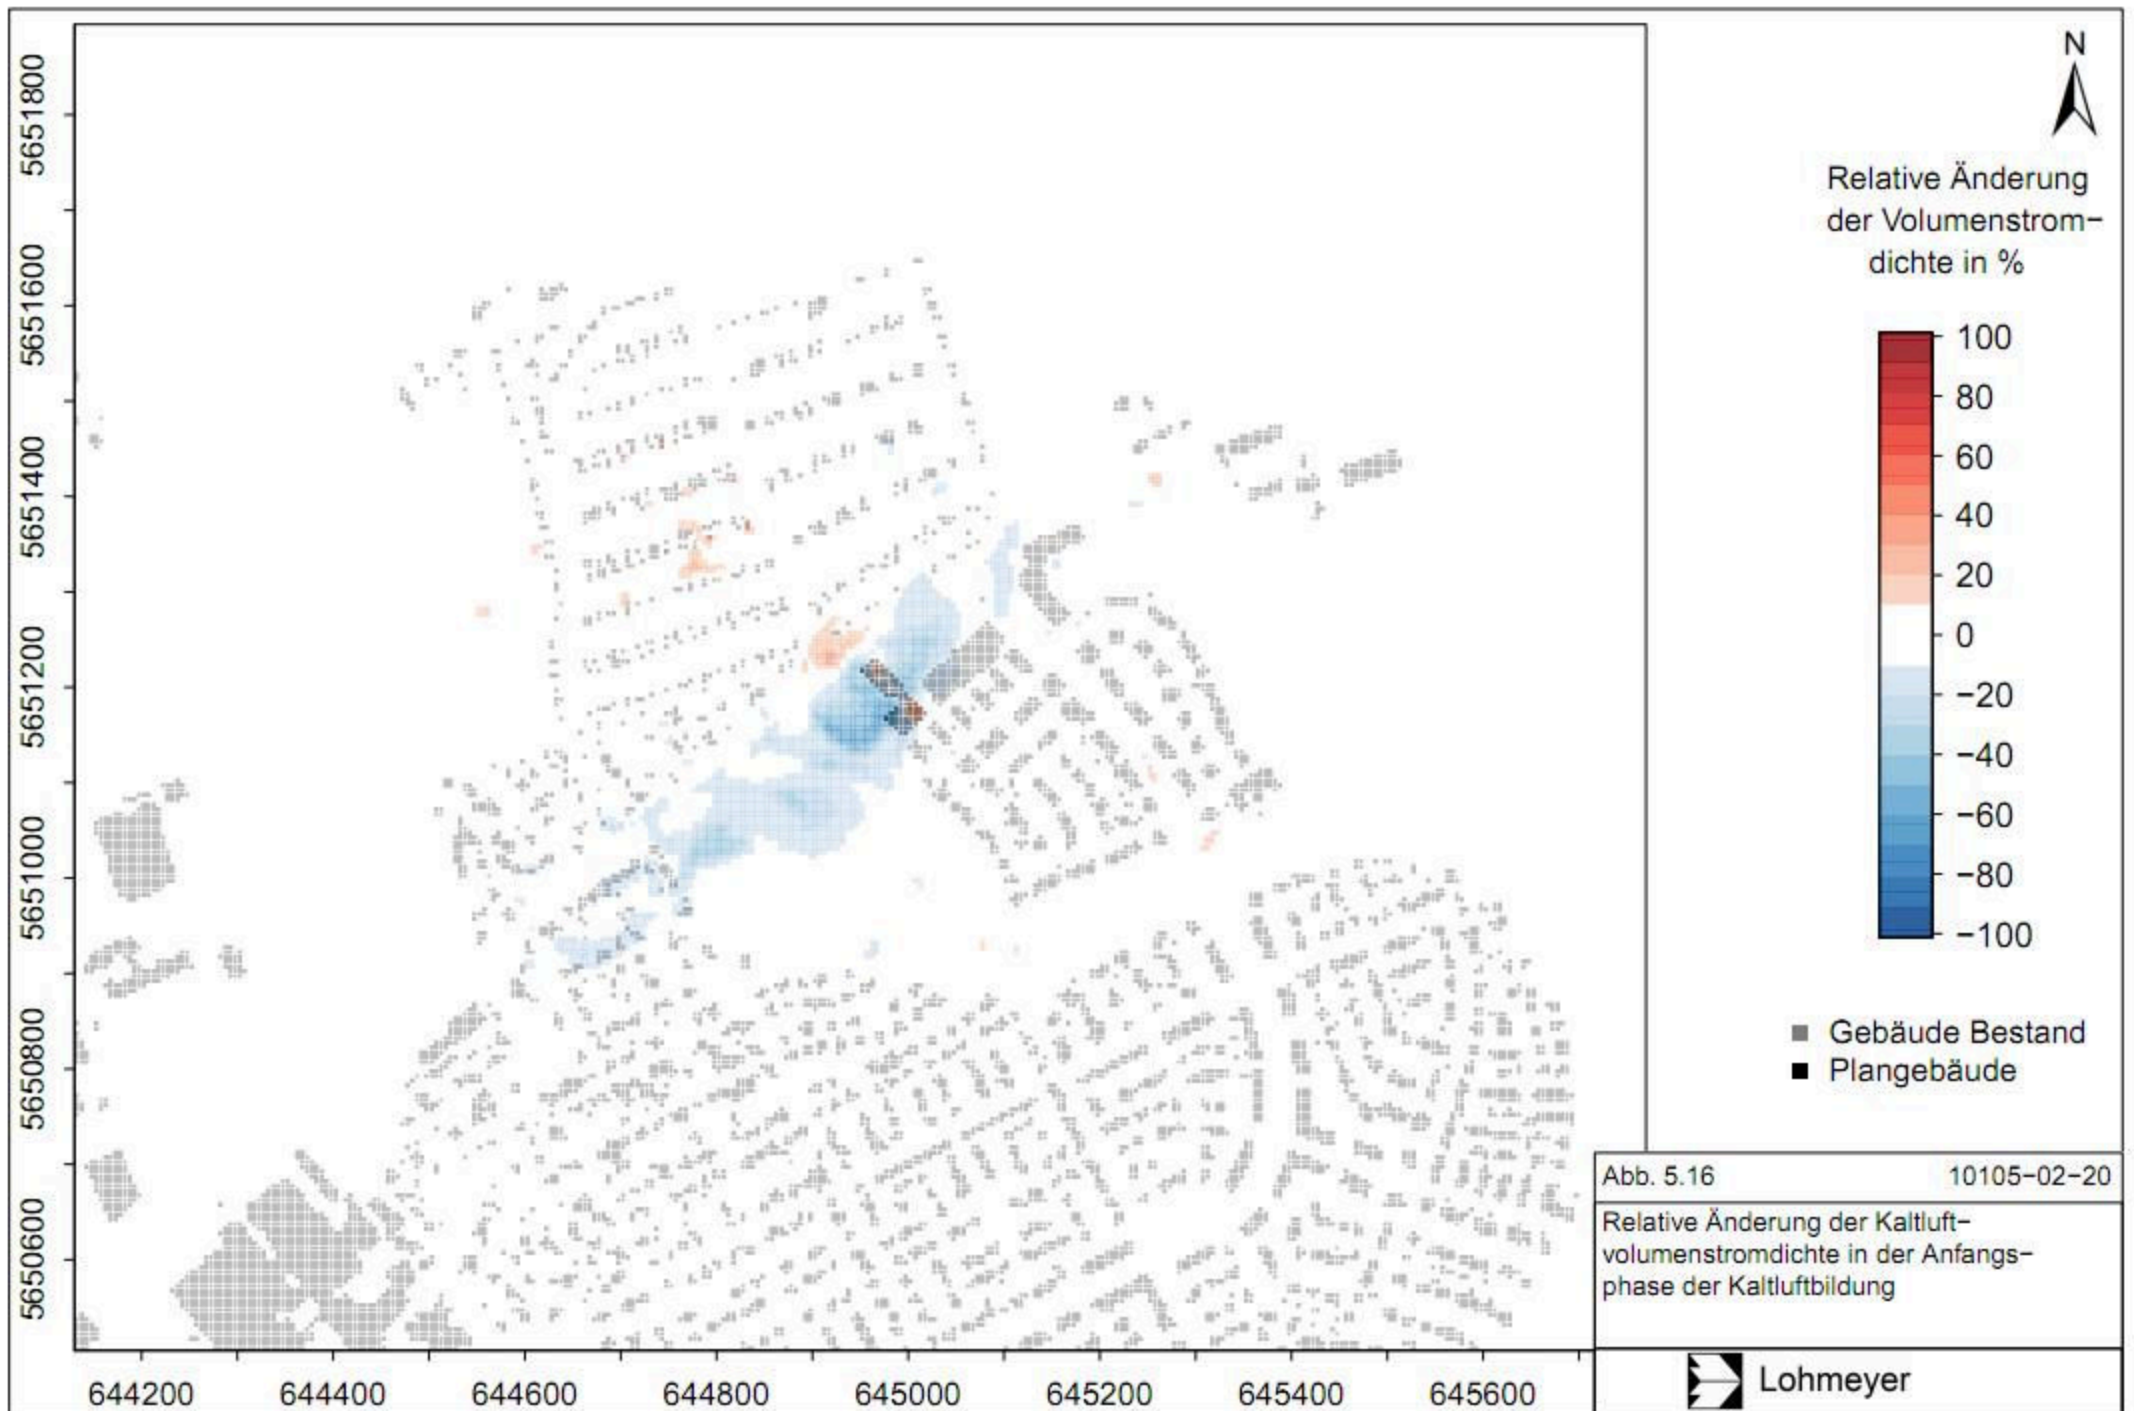 N
Relative Änderung
der Volumenstrom–
dichte in %
100
80
60
40
20
0
−20
−40
−60
−80
−100
Gebäude Bestand
Plangebäude
5651800
5651600
5651400
5651200
5651000
5650800
5650600
644200 644400 644600 644800 645000 645200 645400 645600
Abb. 5.16 10105−02−20
Relative Änderung der Kaltluft–
volumenstromdichte in der Anfangs–
phase der Kaltluftbildung
Lohmeyer